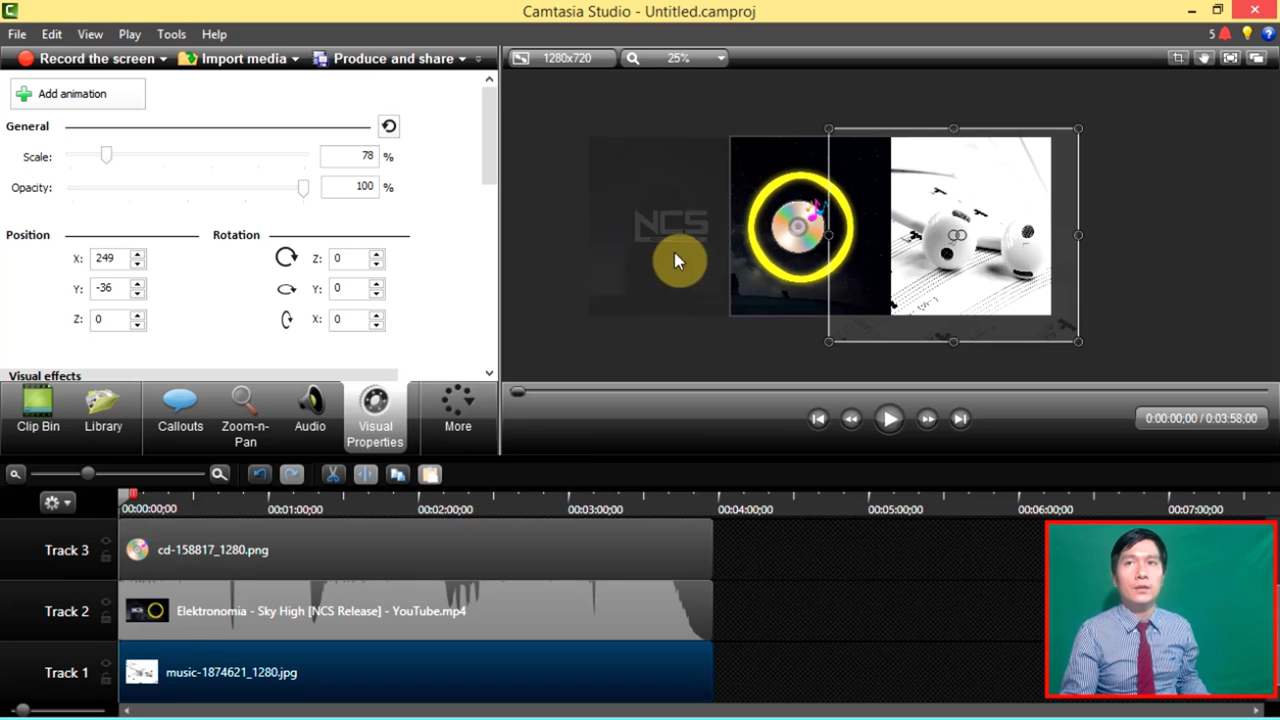 Camtasia Studio - Untitled.camproj
File Edit View Play Tools Help
5
Record the screen Import media Produce and share
1280x720 25%
Add animation
General
Scale: 78 %
Opacity: 100 %
Position Rotation
X: 249 Z: 0
Y: -36 Y: 0
Z: 0 X: 0
Visual effects
NCS
Clip Bin Library Callouts Zoom-n-Pan Audio Visual Properties More
0:00:00;00 / 0:03:58;00
00:00:00;00 00:01:00;00 00:02:00;00 00:03:00;00 00:04:00;00 00:05:00;00 00:06:00;00 00:07:00;00
Track 3 cd-158817_1280.png
Track 2 Elektronomia - Sky High [NCS Release] - YouTube.mp4
Track 1 music-1874621_1280.jpg